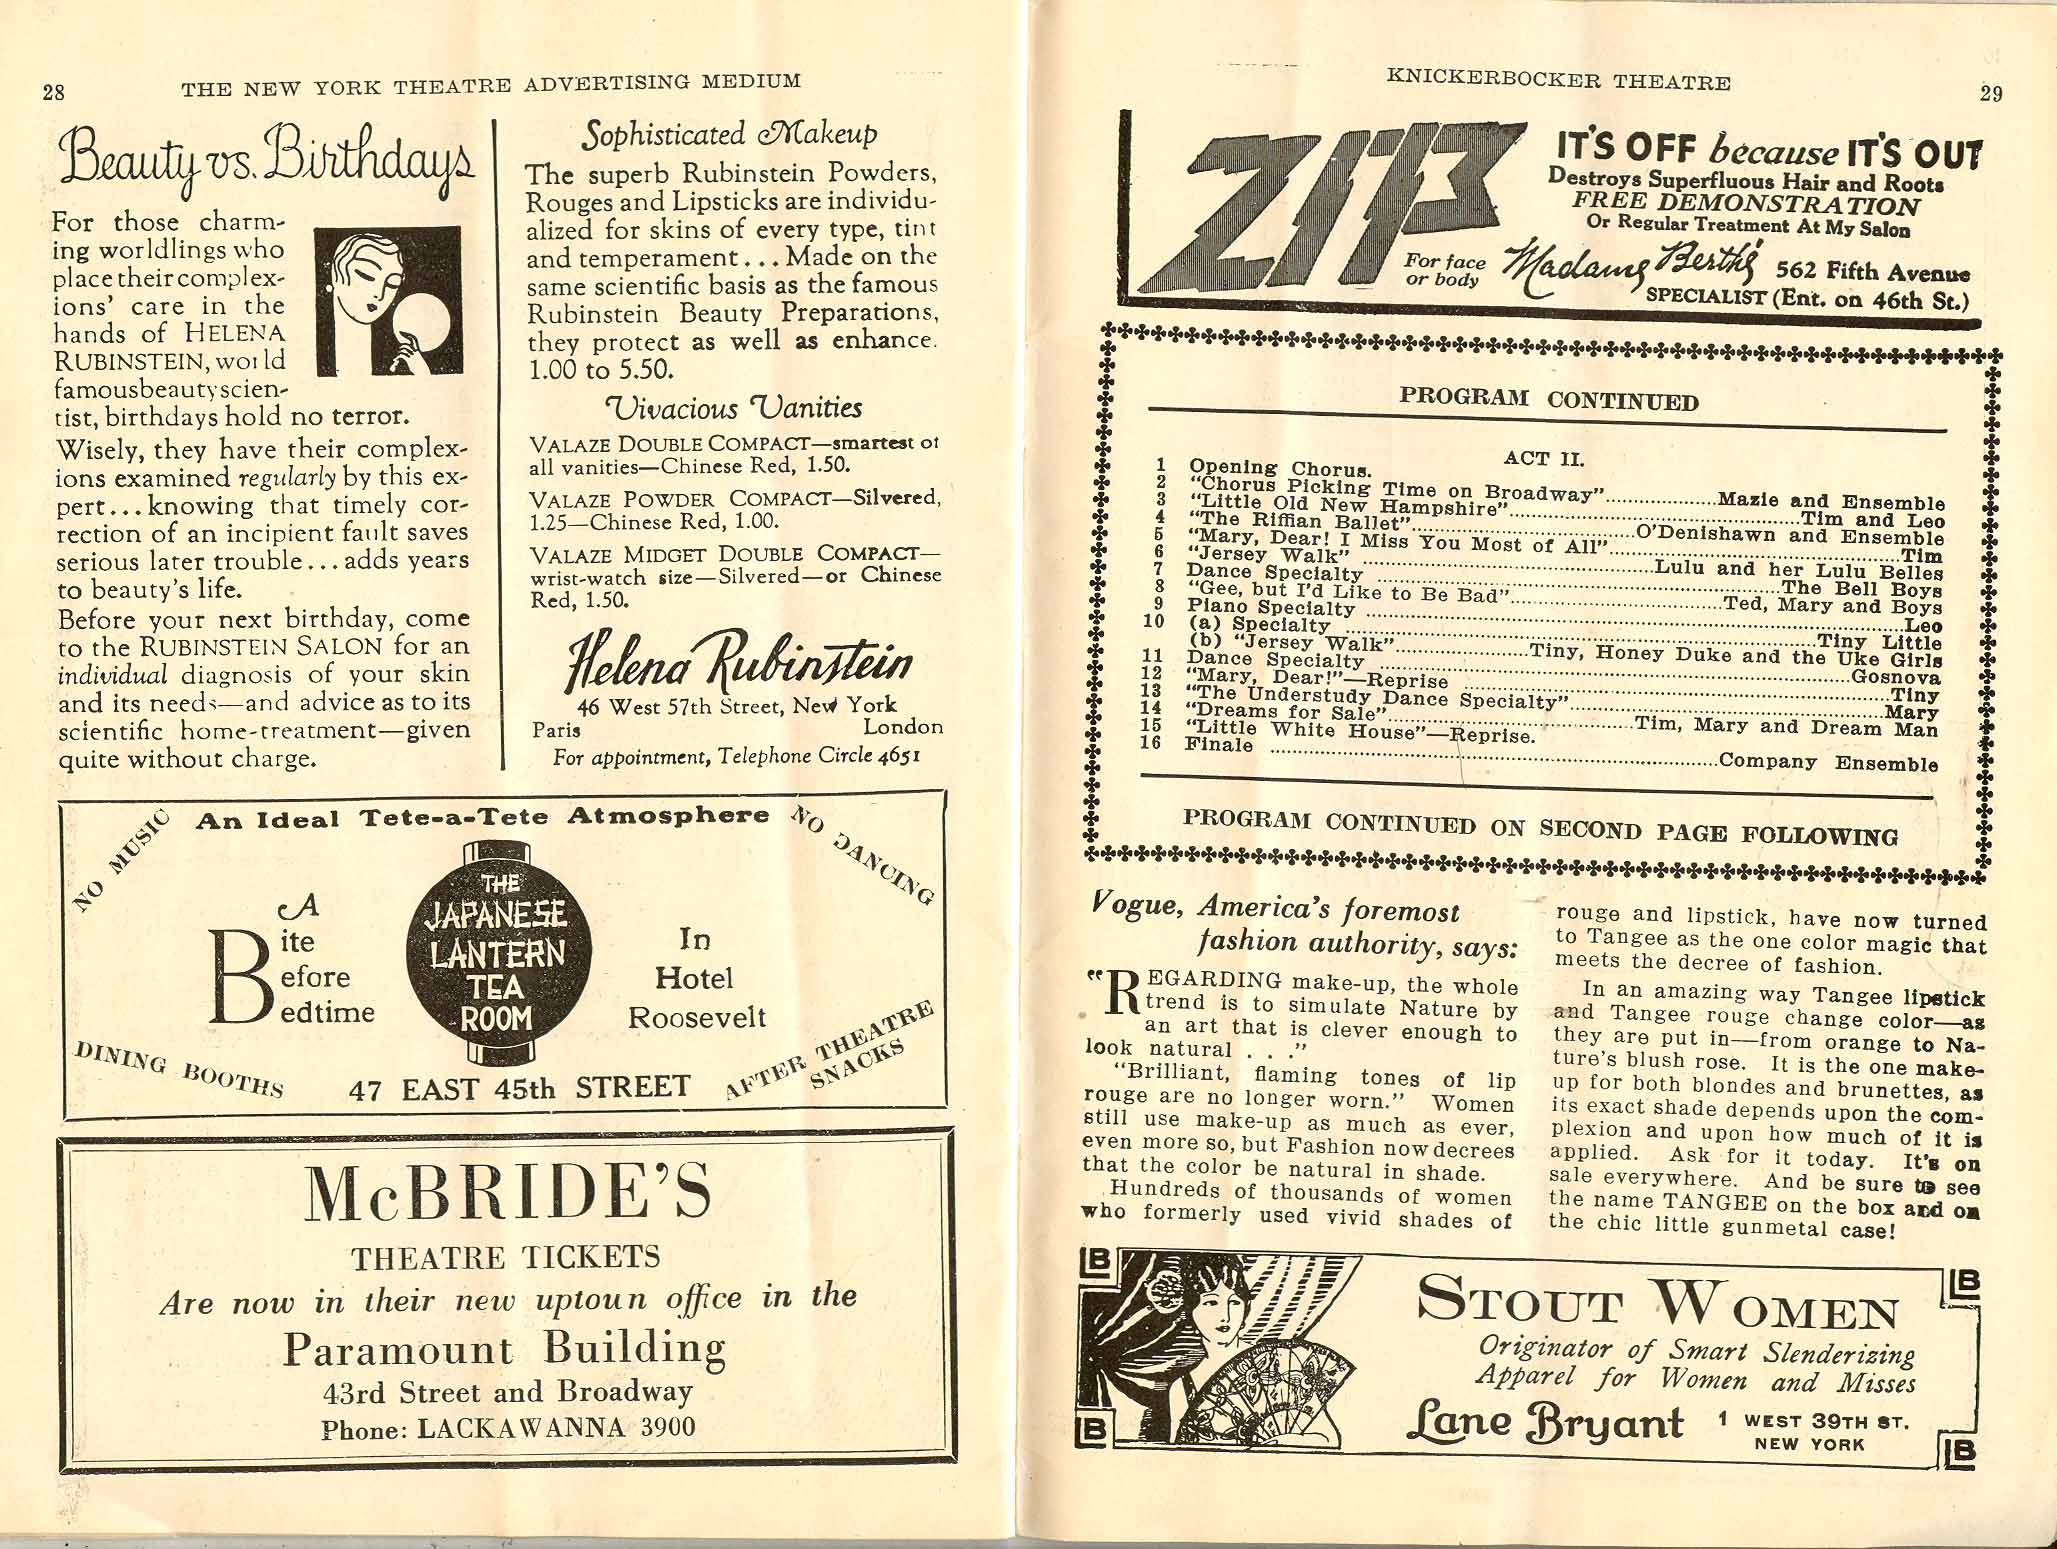 28
THE NEW YORK THEATRE ADVERTISING MEDIUM
Beauty vs. Birthdays
For those charm-
ing worldlings who
place their complex-
ions' care in the
hands of HELENA
RUBINSTEIN, world
famous beauty scien-
tist, birthdays hold no terror.
Wisely, they have their complex-
ions examined regularly by this ex-
pert...knowing that timely cor-
rection of an incipient fault saves
serious later trouble...adds years
to beauty's life.
Before your next birthday, come
to the RUBINSTEIN SALON for an
individual diagnosis of your skin
and its needs—and advice as to its
scientific home-treatment—given
quite without charge.
Sophisticated Makeup
The superb Rubinstein Powders,
Rouges and Lipsticks are individu-
alized for skins of every type, tint
and temperament...Made on the
same scientific basis as the famous
Rubinstein Beauty Preparations,
they protect as well as enhance.
1.00 to 5.50.
Vivacious Vanities
VALAZE DOUBLE COMPACT—smartest of
all vanities—Chinese Red, 1.50.
VALAZE POWDER COMPACT—Silvered,
1.25—Chinese Red, 1.00.
VALAZE MIDGET DOUBLE COMPACT—
wrist-watch size—Silvered—or Chinese
Red, 1.50.
Helena Rubinstein
46 West 57th Street, New York
Paris London
For appointment, Telephone Circle 4651
An Ideal Tete-a-Tete Atmosphere
NO MUSIC
NO DANCING
A
Bite
Before
Bedtime
THE
JAPANESE
LANTERN
TEA
ROOM
In
Hotel
Roosevelt
DINING BOOTHS
47 EAST 45th STREET
AFTER THEATRE
SNACKS
McBRIDE'S
THEATRE TICKETS
Are now in their new uptoun office in the
Paramount Building
43rd Street and Broadway
Phone: LACKAWANNA 3900
KNICKERBOCKER THEATRE
29
ZIP
IT'S OFF because IT'S OUT
Destroys Superfluous Hair and Roots
FREE DEMONSTRATION
Or Regular Treatment At My Salon
For face
or body
Madame Berthé 562 Fifth Avenue
SPECIALIST (Ent. on 46th St.)
PROGRAM CONTINUED
ACT II.
1 Opening Chorus.
2 "Chorus Picking Time on Broadway"....................Mazie and Ensemble
3 "Little Old New Hampshire"....................Tim and Leo
4 "The Riffian Ballet"....................O'Denishawn and Ensemble
5 "Mary, Dear! I Miss You Most of All"....................Tim
6 "Jersey Walk"....................Lulu and her Lulu Belles
7 Dance Specialty....................The Bell Boys
8 "Gee, but I'd Like to Be Bad"....................Ted, Mary and Boys
9 Piano Specialty....................Leo
10 (a) Specialty....................Tiny Little
(b) "Jersey Walk"....................Tiny, Honey Duke and the Uke Girls
11 Dance Specialty....................Gosnova
12 "Mary, Dear!"—Reprise....................Tiny
13 "The Understudy Dance Specialty"....................Mary
14 "Dreams for Sale"....................Tim, Mary and Dream Man
15 "Little White House"—Reprise.
16 Finale....................Company Ensemble
PROGRAM CONTINUED ON SECOND PAGE FOLLOWING
Vogue, America's foremost
fashion authority, says:
"REGARDING make-up, the whole
trend is to simulate Nature by
an art that is clever enough to
look natural . . ."
"Brilliant, flaming tones of lip
rouge are no longer worn." Women
still use make-up as much as ever,
even more so, but Fashion now decrees
that the color be natural in shade.
Hundreds of thousands of women
who formerly used vivid shades of
rouge and lipstick, have now turned
to Tangee as the one color magic that
meets the decree of fashion.
In an amazing way Tangee lipstick
and Tangee rouge change color—as
they are put in—from orange to Na-
ture's blush rose. It is the one make-
up for both blondes and brunettes, as
its exact shade depends upon the com-
plexion and upon how much of it is
applied. Ask for it today. It's on
sale everywhere. And be sure to see
the name TANGEE on the box and on
the chic little gunmetal case!
LB
LB
LB
LB
STOUT WOMEN
Originator of Smart Slenderizing
Apparel for Women and Misses
Lane Bryant 1 WEST 39TH ST.
NEW YORK